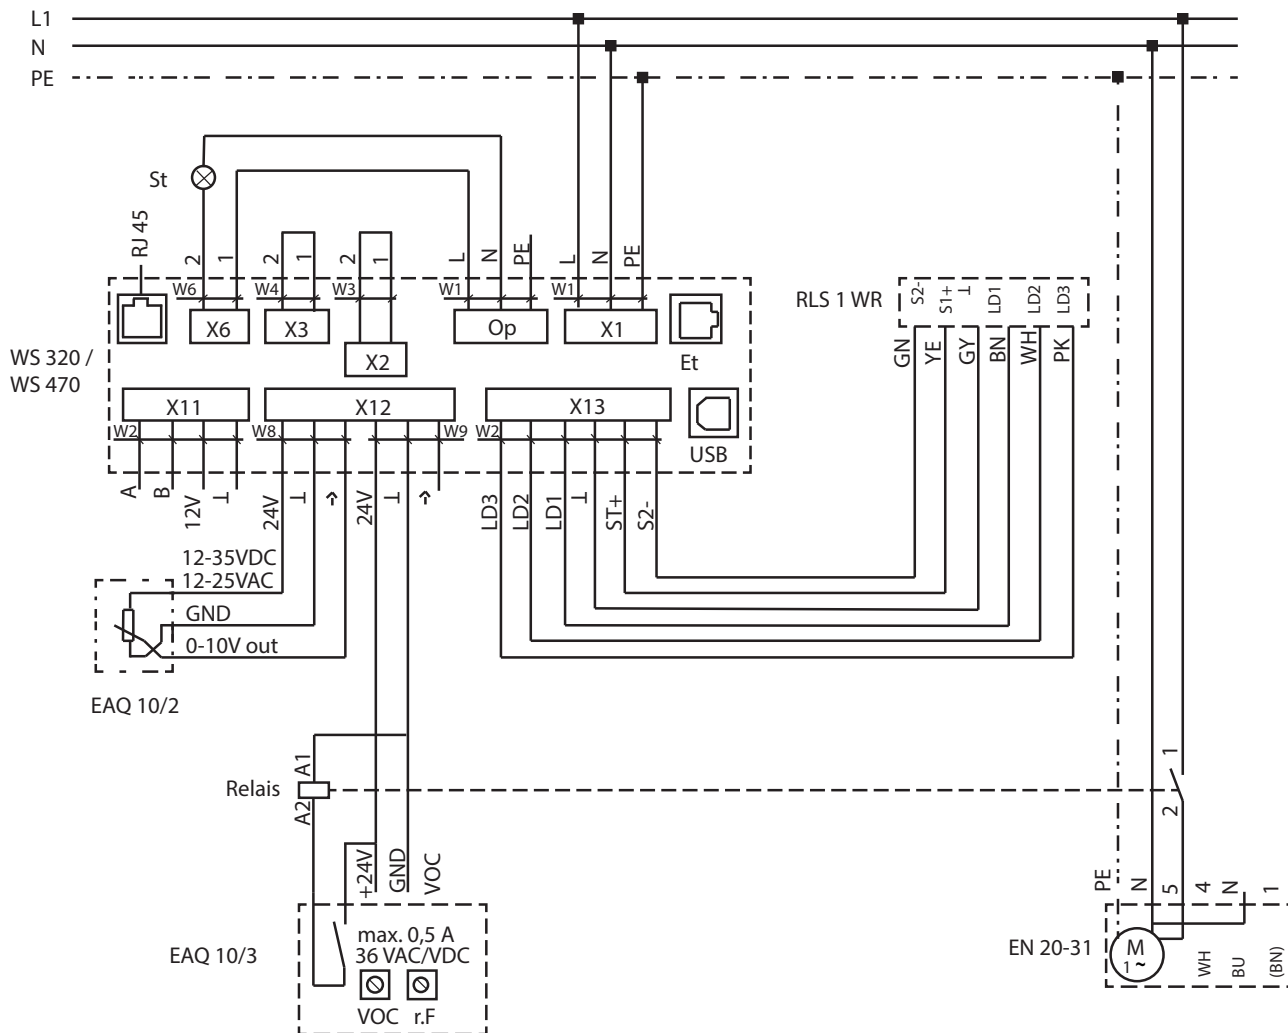 L1
N
PE
St
RJ 45
2 1 2 1 2 1 L N PE L N PE
W6 W4 W3 W1 W1
X6 X3 Op X1
X2 Et
WS 320 /
WS 470
X11 X12 X13
W2 W8 W9 W2
USB
A B 12V ⊥ 24V ⊥ 24V ⊥ LD3 LD2 LD1 ⊥ ST+ S2-
RLS 1 WR
S2- S1+ ⊥ LD1 LD2 LD3
GN YE GY BN WH PK
12-35VDC
12-25VAC
GND
0-10V out
EAQ 10/2
A1
Relais
A2
1
2
+24V GND VOC
PE N 5 4 N 1
EAQ 10/3
max. 0,5 A
36 VAC/VDC
VOC r.F
EN 20-31
M
1 ~
WH BU (BN)